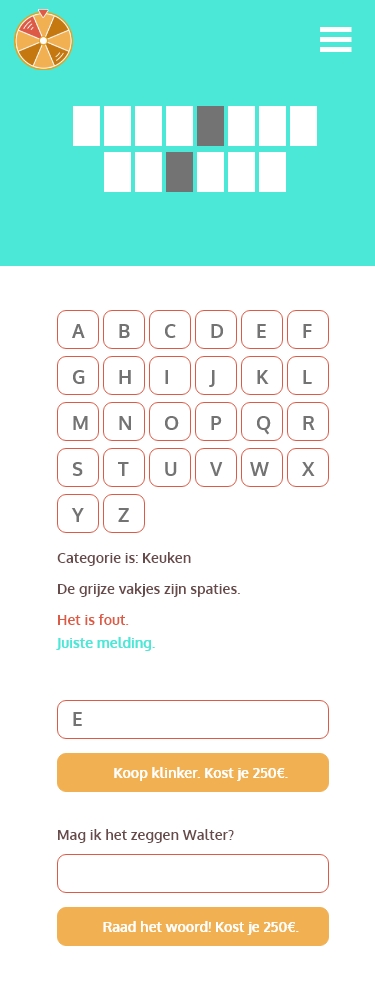 A B C D E F
G H I J K L
M N O P Q R
S T U V W X
Y Z
Categorie is: Keuken
De grijze vakjes zijn spaties.
Het is fout.
Juiste melding.
E
Koop klinker. Kost je 250€.
Mag ik het zeggen Walter?
Raad het woord! Kost je 250€.